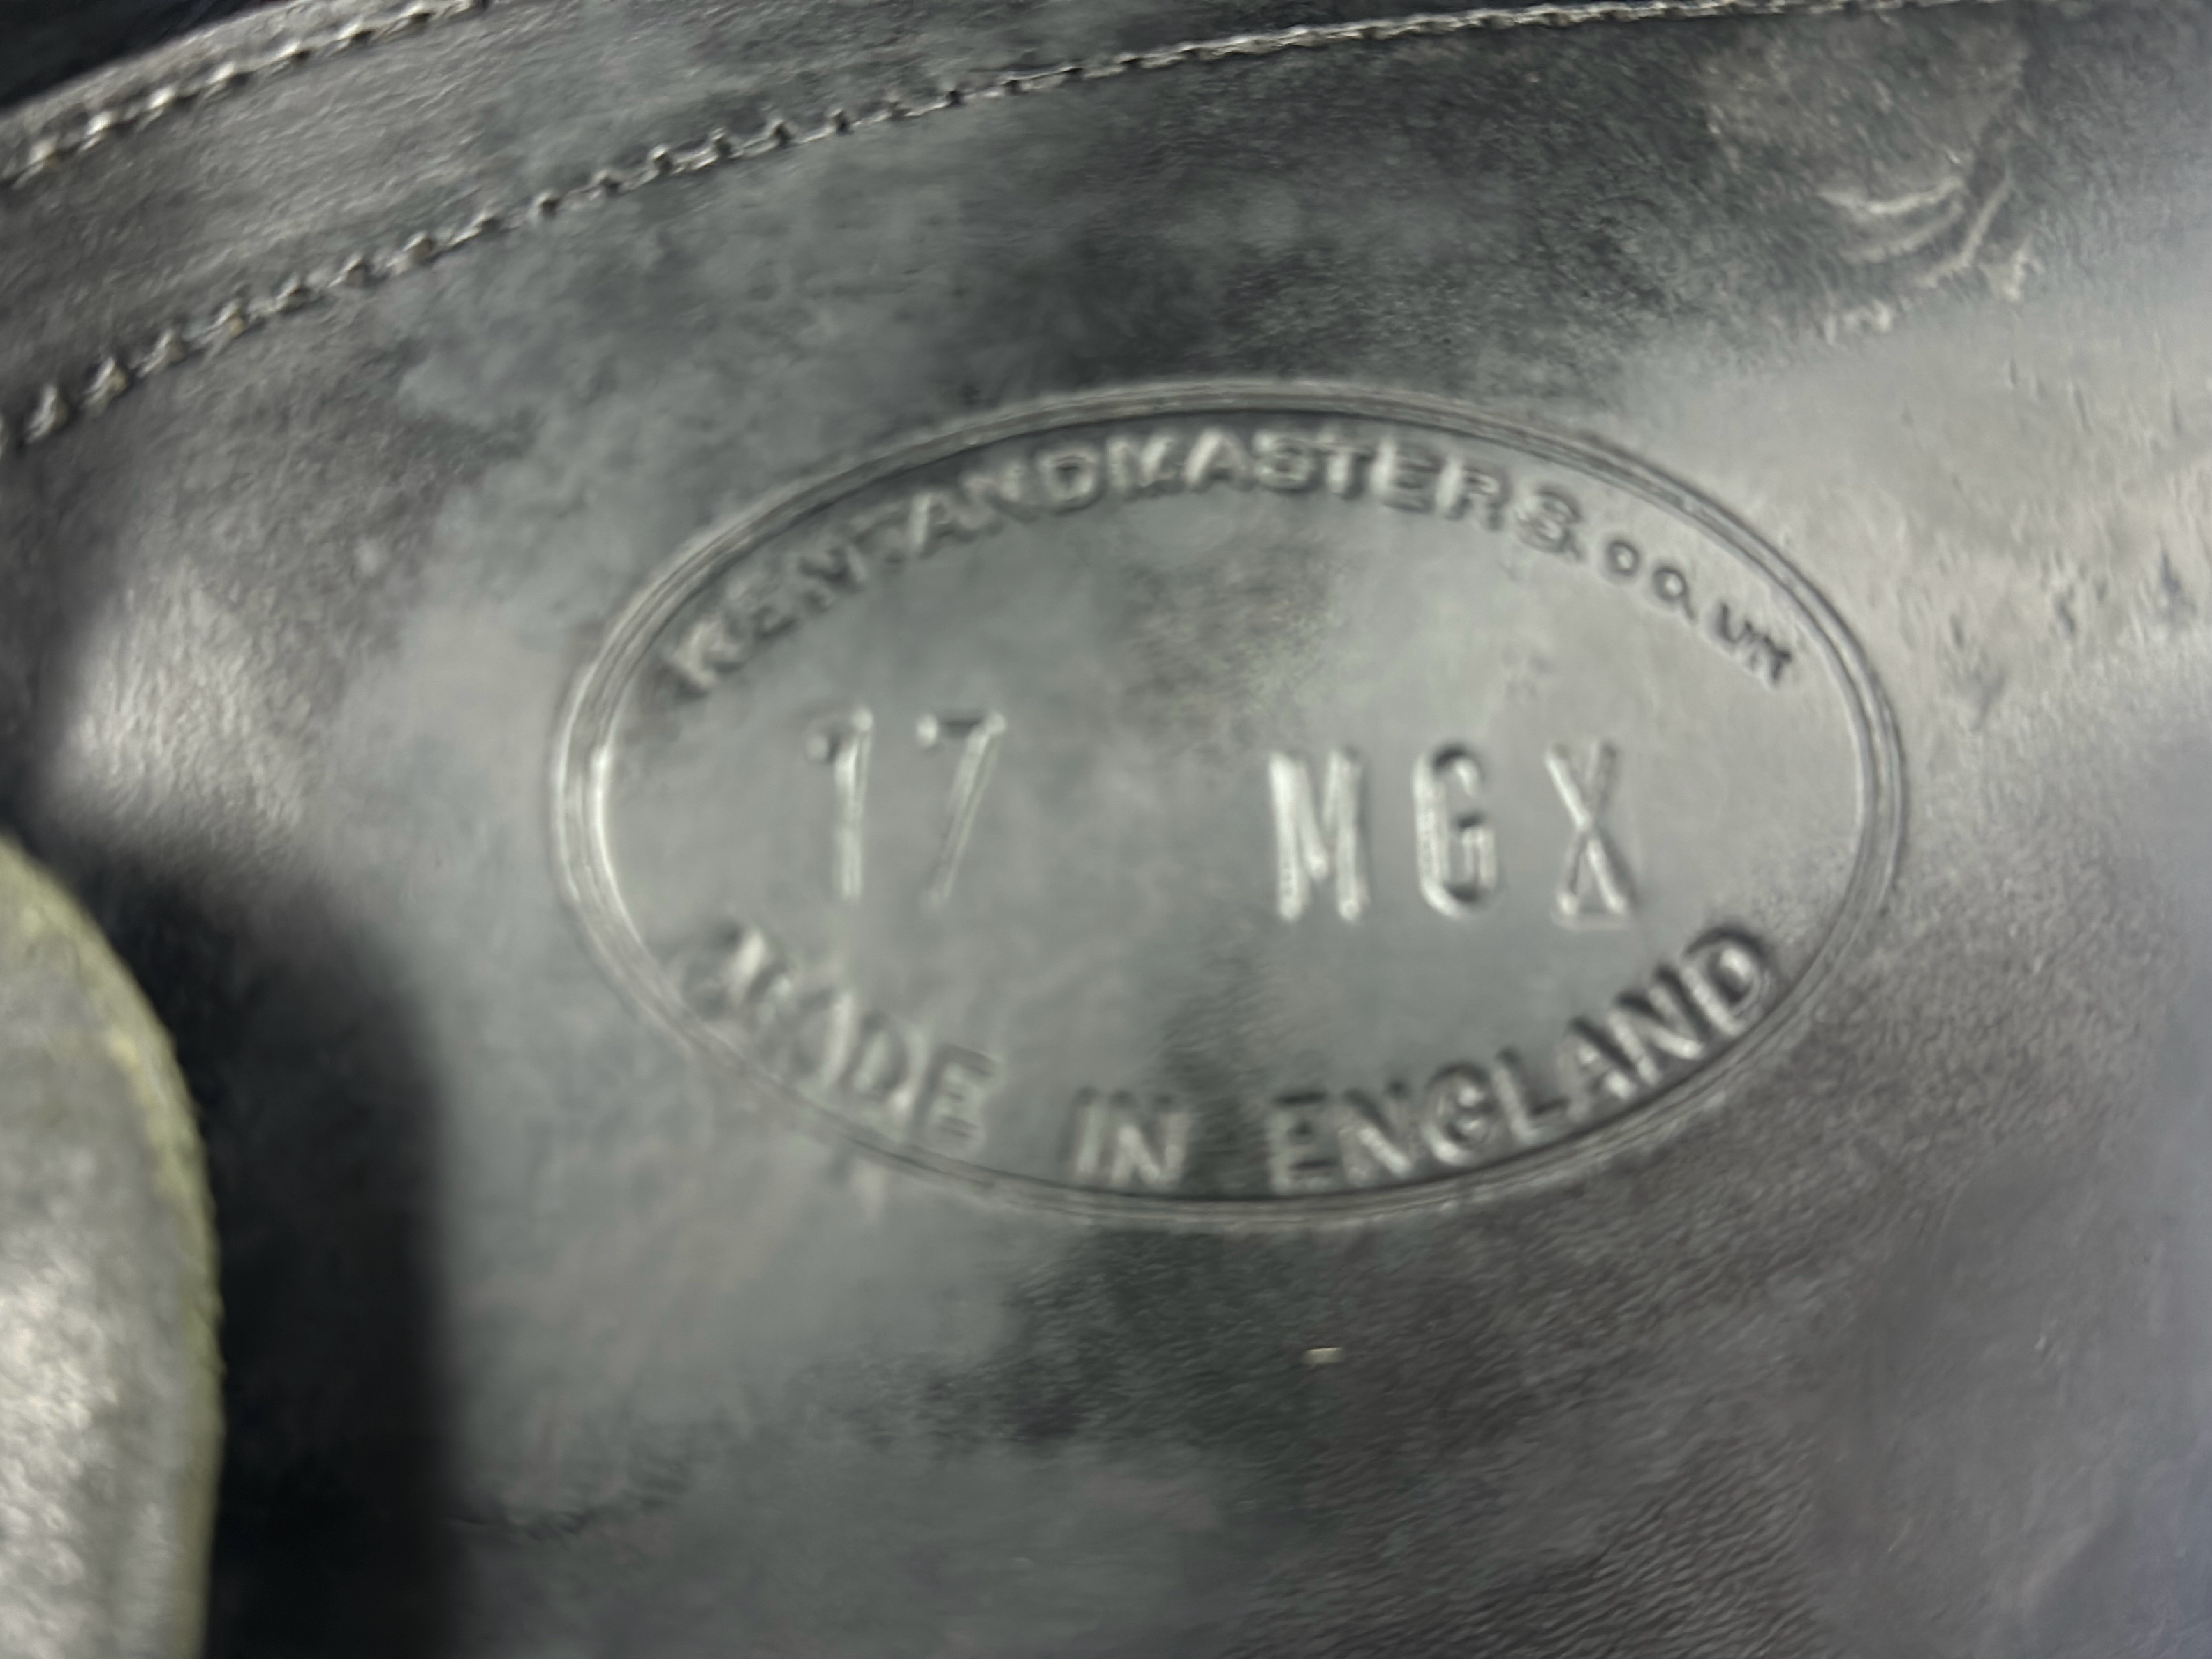 KENTANDMASTERS.CO.UK
17 MGX
MADE IN ENGLAND